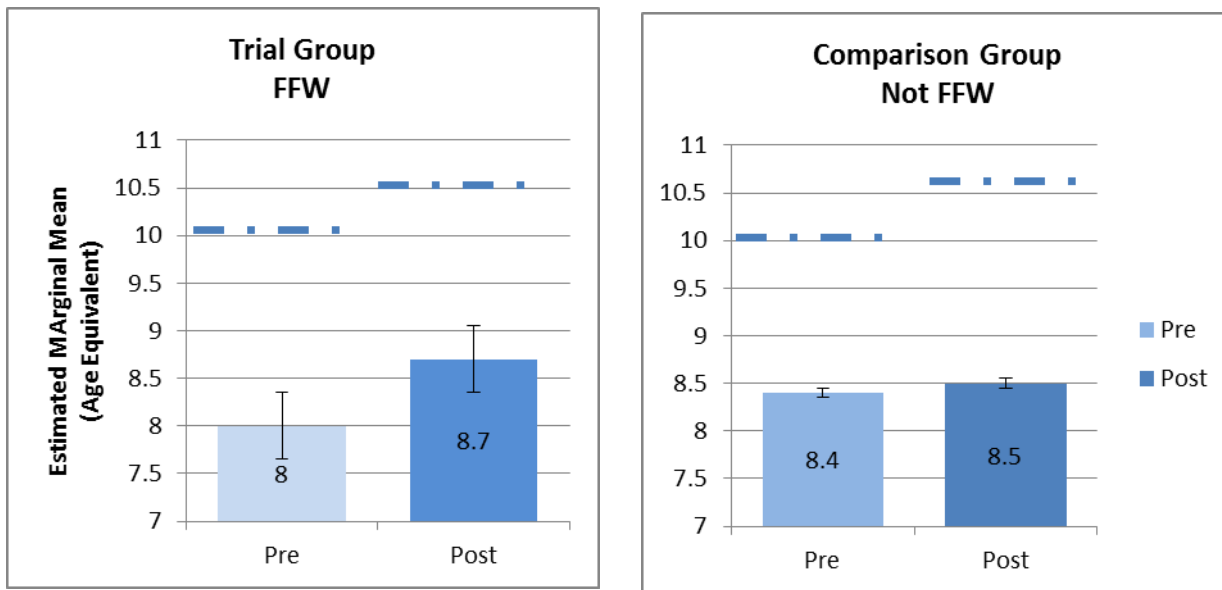 Trial Group
FFW
Estimated MArginal Mean
(Age Equivalent)
11
10.5
10
9.5
9
8.5
8
7.5
7
8
8.7
Pre
Post
Comparison Group
Not FFW
11
10.5
10
9.5
9
8.5
8
7.5
7
8.4
8.5
Pre
Post
Pre
Post